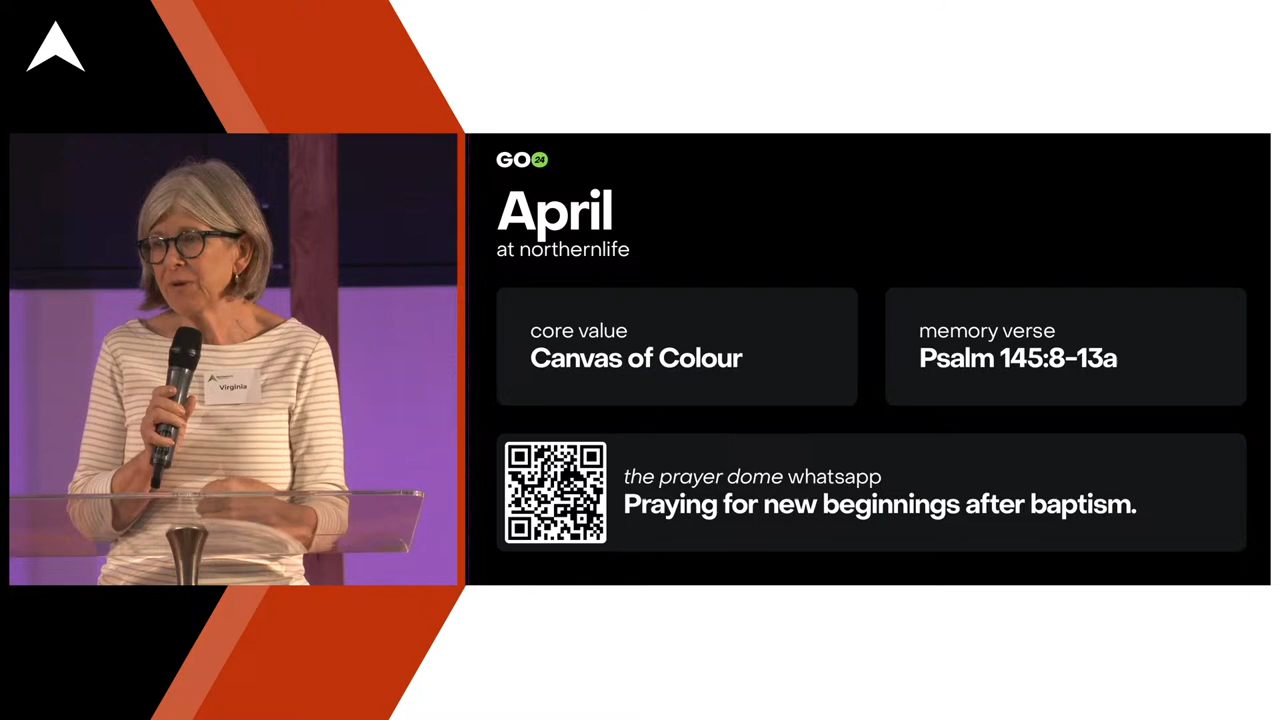 GO 24
April
at northernlife
core value
Canvas of Colour
memory verse
Psalm 145:8-13a
the prayer dome whatsapp
Praying for new beginnings after baptism.
Virginia